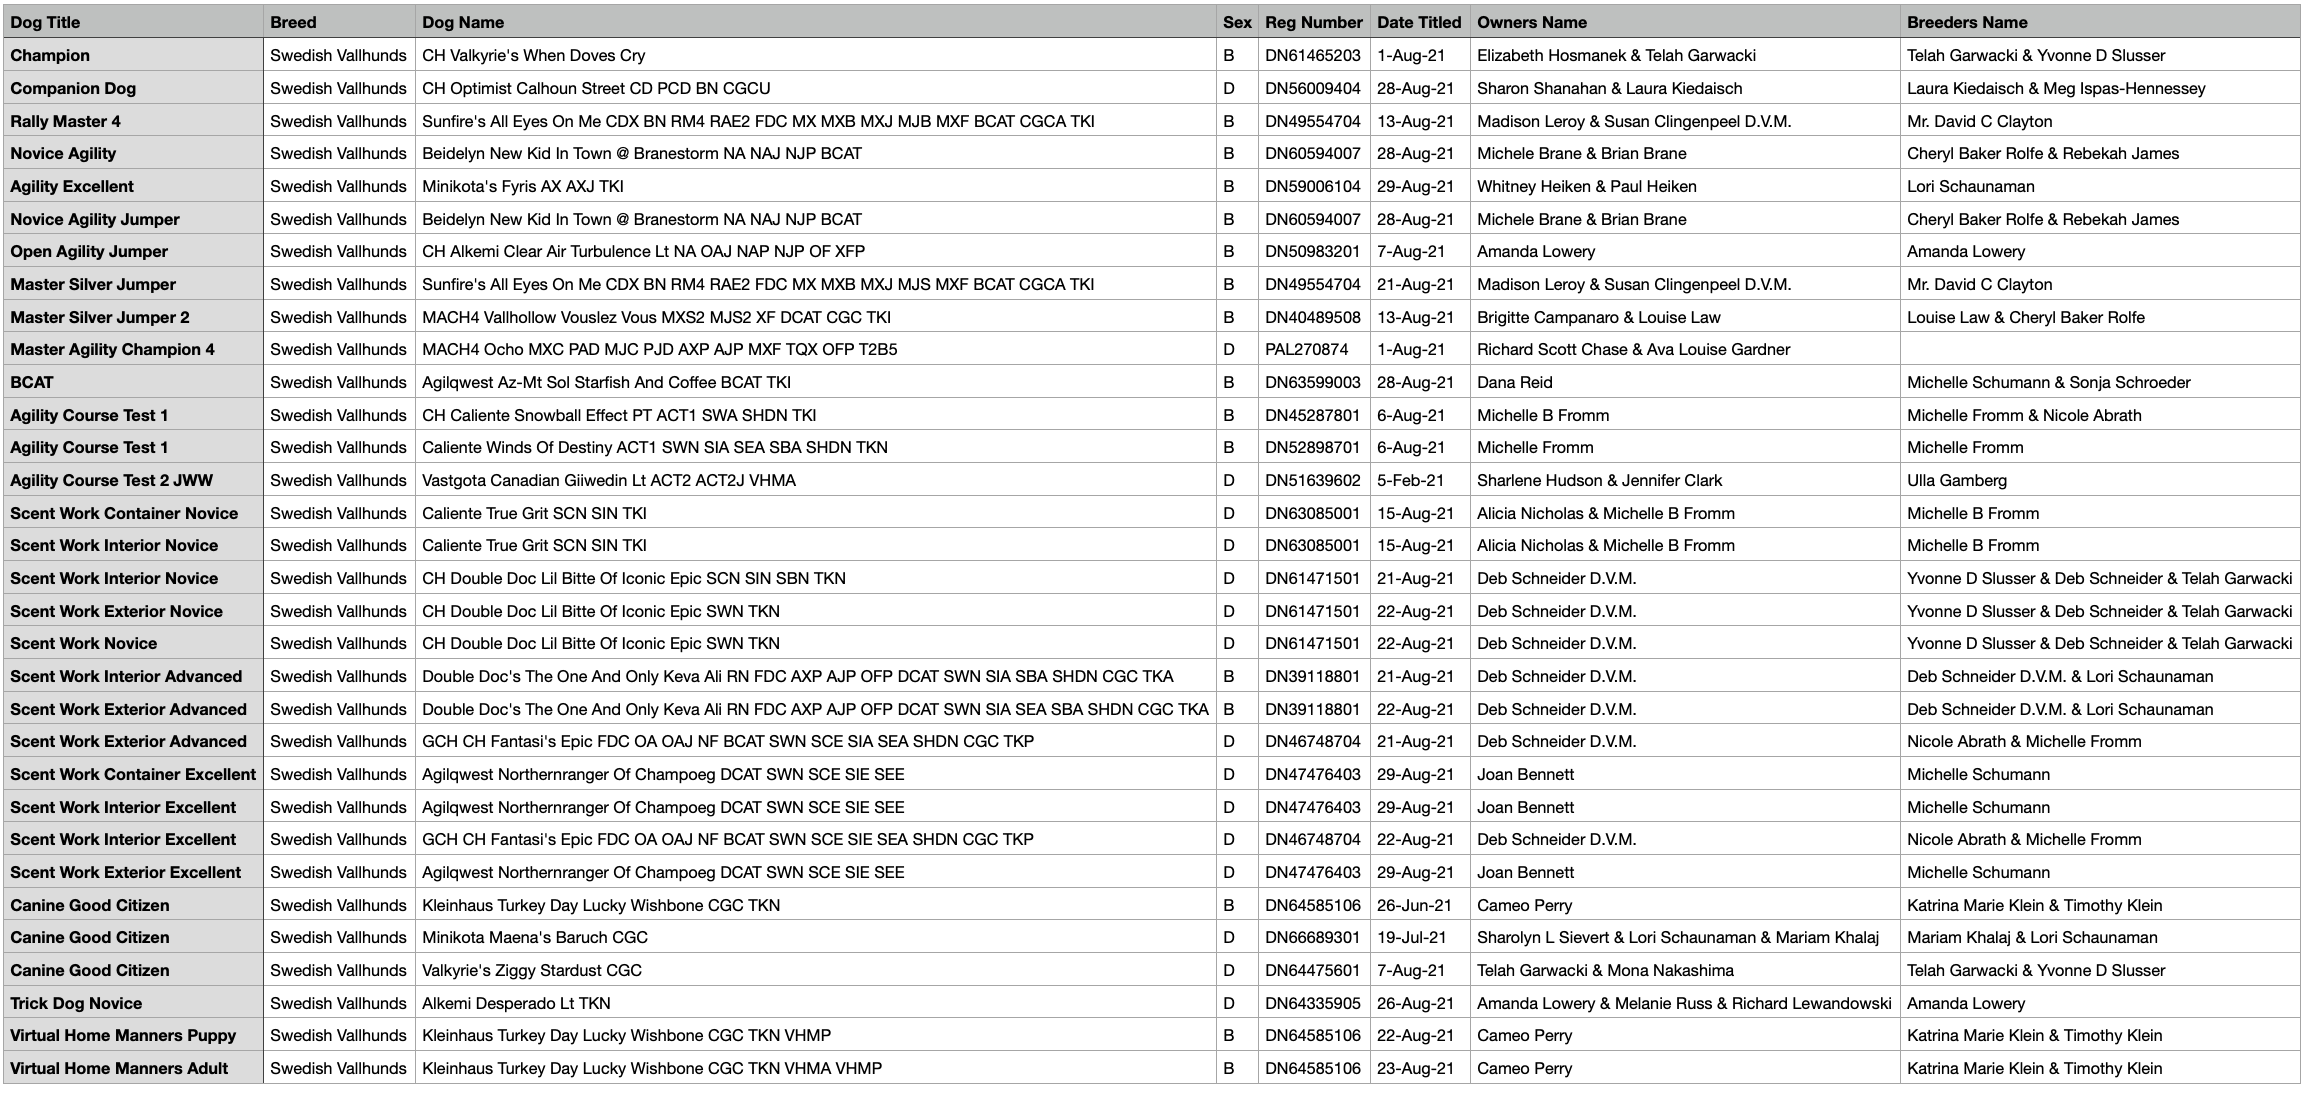 Dog Title Breed Dog Name Sex Reg Number Date Titled Owners Name Breeders Name
Champion Swedish Vallhunds CH Valkyrie's When Doves Cry B DN61465203 1-Aug-21 Elizabeth Hosmanek & Telah Garwacki Telah Garwacki & Yvonne D Slusser
Companion Dog Swedish Vallhunds CH Optimist Calhoun Street CD PCD BN CGCU D DN56009404 28-Aug-21 Sharon Shanahan & Laura Kiedaisch Laura Kiedaisch & Meg Ispas-Hennessey
Rally Master 4 Swedish Vallhunds Sunfire's All Eyes On Me CDX BN RM4 RAE2 FDC MX MXB MXJ MJB MXF BCAT CGCA TKI B DN49554704 13-Aug-21 Madison Leroy & Susan Clingenpeel D.V.M. Mr. David C Clayton
Novice Agility Swedish Vallhunds Beidelyn New Kid In Town @ Branestorm NA NAJ NJP BCAT B DN60594007 28-Aug-21 Michele Brane & Brian Brane Cheryl Baker Rolfe & Rebekah James
Agility Excellent Swedish Vallhunds Minikota's Fyris AX AXJ TKI B DN59006104 29-Aug-21 Whitney Heiken & Paul Heiken Lori Schaunaman
Novice Agility Jumper Swedish Vallhunds Beidelyn New Kid In Town @ Branestorm NA NAJ NJP BCAT B DN60594007 28-Aug-21 Michele Brane & Brian Brane Cheryl Baker Rolfe & Rebekah James
Open Agility Jumper Swedish Vallhunds CH Alkemi Clear Air Turbulence Lt NA OAJ NAP NJP OF XFP B DN50983201 7-Aug-21 Amanda Lowery Amanda Lowery
Master Silver Jumper Swedish Vallhunds Sunfire's All Eyes On Me CDX BN RM4 RAE2 FDC MX MXB MXJ MJS MXF BCAT CGCA TKI B DN49554704 21-Aug-21 Madison Leroy & Susan Clingenpeel D.V.M. Mr. David C Clayton
Master Silver Jumper 2 Swedish Vallhunds MACH4 Vallhollow Vouslez Vous MXS2 MJS2 XF DCAT CGC TKI B DN40489508 13-Aug-21 Brigitte Campanaro & Louise Law Louise Law & Cheryl Baker Rolfe
Master Agility Champion 4 Swedish Vallhunds MACH4 Ocho MXC PAD MJC PJD AXP AJP MXF TQX OFP T2B5 D PAL270874 1-Aug-21 Richard Scott Chase & Ava Louise Gardner
BCAT Swedish Vallhunds Agilqwest Az-Mt Sol Starfish And Coffee BCAT TKI B DN63599003 28-Aug-21 Dana Reid Michelle Schumann & Sonja Schroeder
Agility Course Test 1 Swedish Vallhunds CH Caliente Snowball Effect PT ACT1 SWA SHDN TKI B DN45287801 6-Aug-21 Michelle B Fromm Michelle Fromm & Nicole Abrath
Agility Course Test 1 Swedish Vallhunds Caliente Winds Of Destiny ACT1 SWN SIA SEA SBA SHDN TKN B DN52898701 6-Aug-21 Michelle Fromm Michelle Fromm
Agility Course Test 2 JWW Swedish Vallhunds Vastgota Canadian Giiwedin Lt ACT2 ACT2J VHMA D DN51639602 5-Feb-21 Sharlene Hudson & Jennifer Clark Ulla Gamberg
Scent Work Container Novice Swedish Vallhunds Caliente True Grit SCN SIN TKI D DN63085001 15-Aug-21 Alicia Nicholas & Michelle B Fromm Michelle B Fromm
Scent Work Interior Novice Swedish Vallhunds Caliente True Grit SCN SIN TKI D DN63085001 15-Aug-21 Alicia Nicholas & Michelle B Fromm Michelle B Fromm
Scent Work Interior Novice Swedish Vallhunds CH Double Doc Lil Bitte Of Iconic Epic SCN SIN SBN TKN D DN61471501 21-Aug-21 Deb Schneider D.V.M. Yvonne D Slusser & Deb Schneider & Telah Garwacki
Scent Work Exterior Novice Swedish Vallhunds CH Double Doc Lil Bitte Of Iconic Epic SWN TKN D DN61471501 22-Aug-21 Deb Schneider D.V.M. Yvonne D Slusser & Deb Schneider & Telah Garwacki
Scent Work Novice Swedish Vallhunds CH Double Doc Lil Bitte Of Iconic Epic SWN TKN D DN61471501 22-Aug-21 Deb Schneider D.V.M. Yvonne D Slusser & Deb Schneider & Telah Garwacki
Scent Work Interior Advanced Swedish Vallhunds Double Doc's The One And Only Keva Ali RN FDC AXP AJP OFP DCAT SWN SIA SBA SHDN CGC TKA B DN39118801 21-Aug-21 Deb Schneider D.V.M. Deb Schneider D.V.M. & Lori Schaunaman
Scent Work Exterior Advanced Swedish Vallhunds Double Doc's The One And Only Keva Ali RN FDC AXP AJP OFP DCAT SWN SIA SEA SBA SHDN CGC TKA B DN39118801 22-Aug-21 Deb Schneider D.V.M. Deb Schneider D.V.M. & Lori Schaunaman
Scent Work Exterior Advanced Swedish Vallhunds GCH CH Fantasi's Epic FDC OA OAJ NF BCAT SWN SCE SIA SEA SHDN CGC TKP D DN46748704 21-Aug-21 Deb Schneider D.V.M. Nicole Abrath & Michelle Fromm
Scent Work Container Excellent Swedish Vallhunds Agilqwest Northernranger Of Champoeg DCAT SWN SCE SIE SEE D DN47476403 29-Aug-21 Joan Bennett Michelle Schumann
Scent Work Interior Excellent Swedish Vallhunds Agilqwest Northernranger Of Champoeg DCAT SWN SCE SIE SEE D DN47476403 29-Aug-21 Joan Bennett Michelle Schumann
Scent Work Interior Excellent Swedish Vallhunds GCH CH Fantasi's Epic FDC OA OAJ NF BCAT SWN SCE SIE SEA SHDN CGC TKP D DN46748704 22-Aug-21 Deb Schneider D.V.M. Nicole Abrath & Michelle Fromm
Scent Work Exterior Excellent Swedish Vallhunds Agilqwest Northernranger Of Champoeg DCAT SWN SCE SIE SEE D DN47476403 29-Aug-21 Joan Bennett Michelle Schumann
Canine Good Citizen Swedish Vallhunds Kleinhaus Turkey Day Lucky Wishbone CGC TKN B DN64585106 26-Jun-21 Cameo Perry Katrina Marie Klein & Timothy Klein
Canine Good Citizen Swedish Vallhunds Minikota Maena's Baruch CGC D DN66689301 19-Jul-21 Sharolyn L Sievert & Lori Schaunaman & Mariam Khalaj Mariam Khalaj & Lori Schaunaman
Canine Good Citizen Swedish Vallhunds Valkyrie's Ziggy Stardust CGC D DN64475601 7-Aug-21 Telah Garwacki & Mona Nakashima Telah Garwacki & Yvonne D Slusser
Trick Dog Novice Swedish Vallhunds Alkemi Desperado Lt TKN D DN64335905 26-Aug-21 Amanda Lowery & Melanie Russ & Richard Lewandowski Amanda Lowery
Virtual Home Manners Puppy Swedish Vallhunds Kleinhaus Turkey Day Lucky Wishbone CGC TKN VHMP B DN64585106 22-Aug-21 Cameo Perry Katrina Marie Klein & Timothy Klein
Virtual Home Manners Adult Swedish Vallhunds Kleinhaus Turkey Day Lucky Wishbone CGC TKN VHMA VHMP B DN64585106 23-Aug-21 Cameo Perry Katrina Marie Klein & Timothy Klein